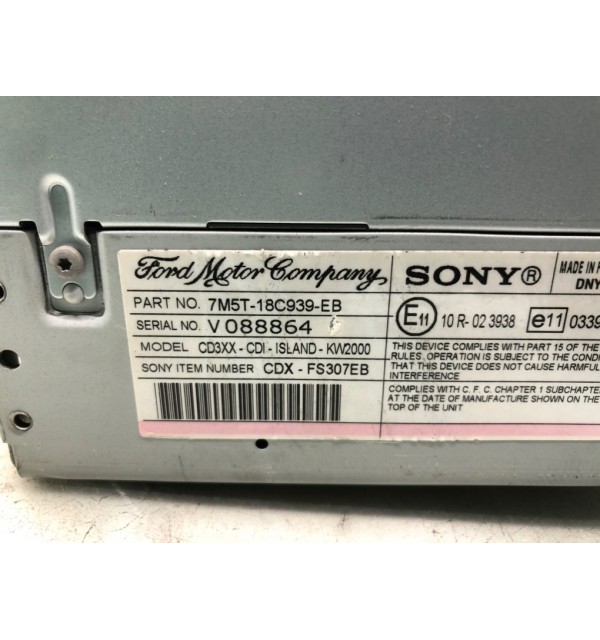 Ford Motor Company
PART NO. 7M5T-18C939-EB
SERIAL NO. V088864
MODEL CD3XX - CDI - ISLAND - KW2000
SONY ITEM NUMBER CDX - FS307EB
SONY®
MADE IN
DNY
E11 10 R- 02 3938 e11 0339
THIS DEVICE COMPLIES WITH PART 15 OF THE
RULES. OPERATION IS SUBJECT TO THE
THAT THIS DEVICE DOES NOT CAUSE
INTERFERENCE
COMPLIES WITH C. F. C. CHAPTER 1
AT THE DATE OF MANUFACTURE SHOWN ON THE
TOP OF THE UNIT